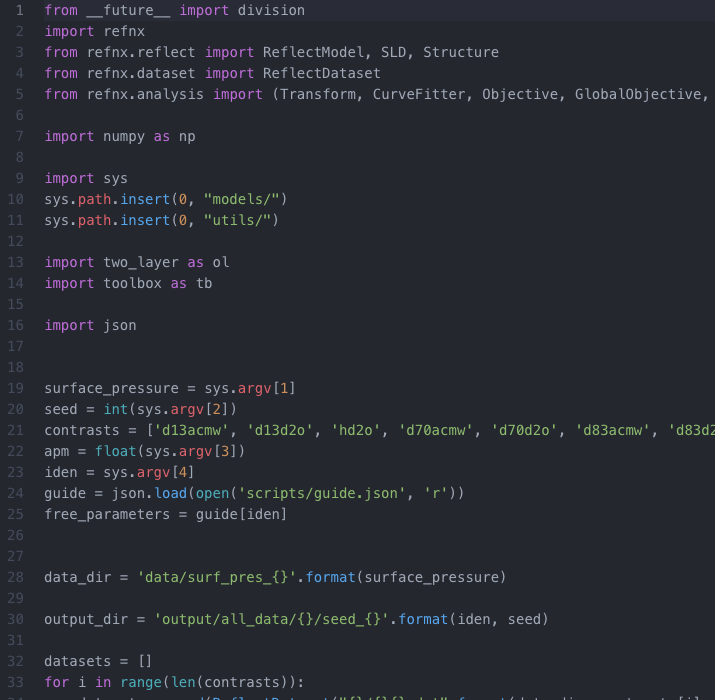 1 from __future__ import division
2 import refnx
3 from refnx.reflect import ReflectModel, SLD, Structure
4 from refnx.dataset import ReflectDataset
5 from refnx.analysis import (Transform, CurveFitter, Objective, GlobalObjective,
6
7 import numpy as np
8
9 import sys
10 sys.path.insert(0, "models/")
11 sys.path.insert(0, "utils/")
12
13 import two_layer as ol
14 import toolbox as tb
15
16 import json
17
18
19 surface_pressure = sys.argv[1]
20 seed = int(sys.argv[2])
21 contrasts = ['d13acmw', 'd13d2o', 'hd2o', 'd70acmw', 'd70d2o', 'd83acmw', 'd83d2
22 apm = float(sys.argv[3])
23 iden = sys.argv[4]
24 guide = json.load(open('scripts/guide.json', 'r'))
25 free_parameters = guide[iden]
26
27
28 data_dir = 'data/surf_pres_{}'.format(surface_pressure)
29
30 output_dir = 'output/all_data/{}/seed_{}'.format(iden, seed)
31
32 datasets = []
33 for i in range(len(contrasts)):